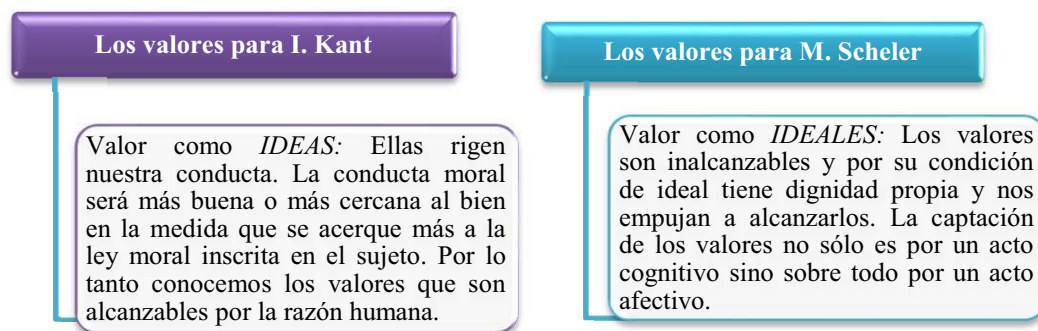 Los valores para I. Kant
Valor como IDEAS: Ellas rigen
nuestra conducta. La conducta moral
será más buena o más cercana al bien
en la medida que se acerque más a la
ley moral inscrita en el sujeto. Por lo
tanto conocemos los valores que son
alcanzables por la razón humana.
Los valores para M. Scheler
Valor como IDEALES: Los valores
son inalcanzables y por su condición
de ideal tiene dignidad propia y nos
empujan a alcanzarlos. La captación
de los valores no sólo es por un acto
cognitivo sino sobre todo por un acto
afectivo.